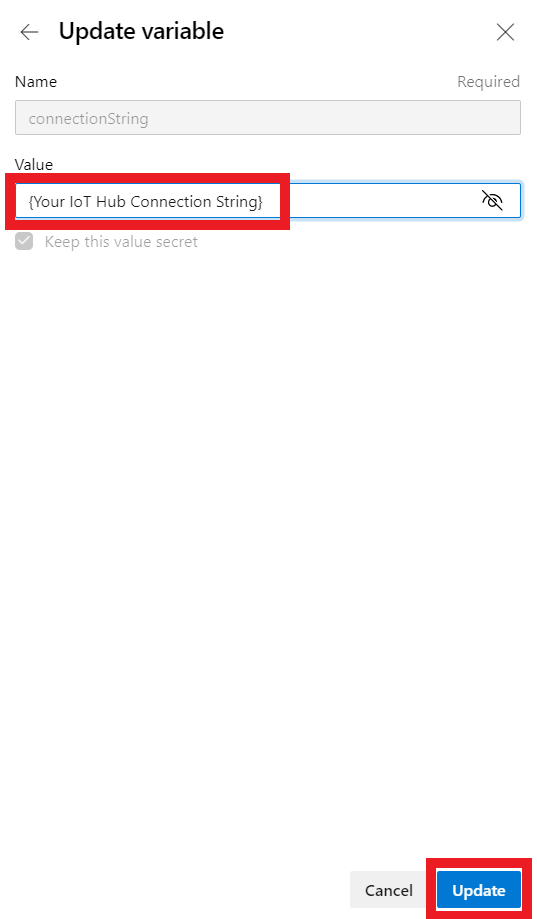 Update variable
Name Required
connectionString
Value
{Your IoT Hub Connection String}
Keep this value secret
Cancel Update